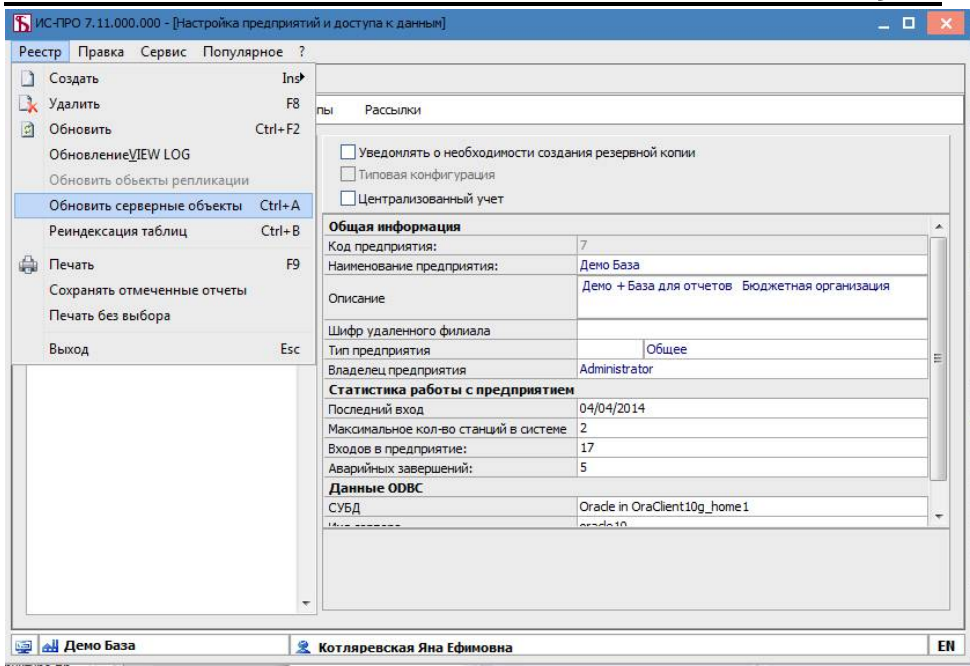 ИС-ПРО 7.11.000.000 - [Настройка предприятий и доступа к данным]
Реестр Правка Сервис Популярное ?
Создать Ins
Удалить F8
Обновить Ctrl+F2
ОбновлениеVIEW LOG
Обновить объекты репликации
Обновить серверные объекты Ctrl+A
Реиндексация таблиц Ctrl+B
Печать F9
Сохранять отмеченные отчеты
Печать без выбора
Выход Esc
пы Рассылки
Уведомлять о необходимости создания резервной копии
Типовая конфигурация
Централизованный учет
Общая информация
Код предприятия: 7
Наименование предприятия: Демо База
Описание Демо + База для отчетов Бюджетная организация
Шифр удаленного филиала
Тип предприятия Общее
Владелец предприятия Administrator
Статистика работы с предприятием
Последний вход 04/04/2014
Максимальное кол-во станций в системе 2
Входов в предприятие: 17
Аварийных завершений: 5
Данные ODBC
СУБД Oracle in OraClient10g_home1
Демо База Котляревская Яна Ефимовна EN